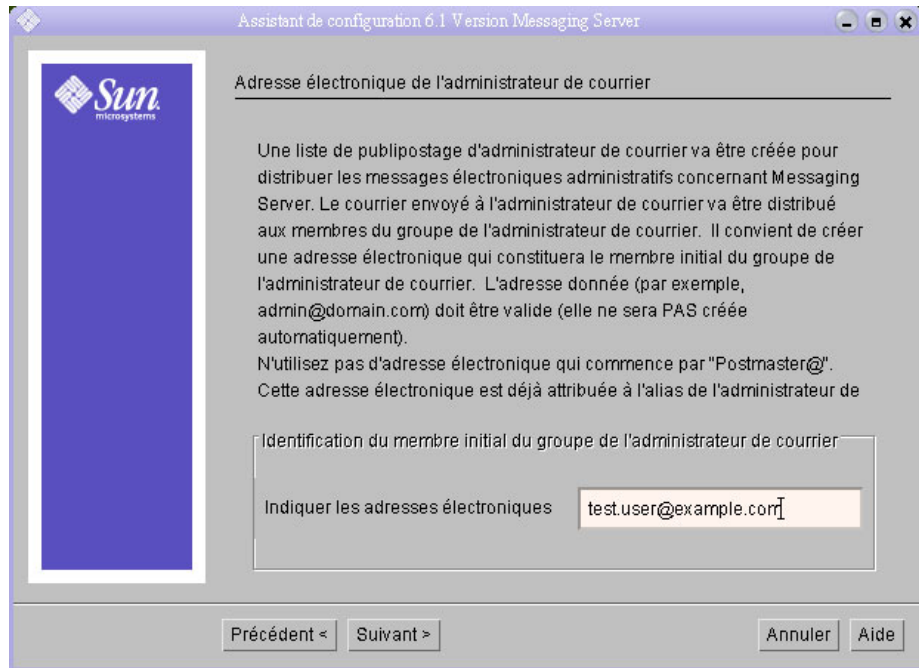 Assistant de configuration 6.1 Version Messaging Server
Sun
microsystems
Adresse électronique de l'administrateur de courrier
Une liste de publipostage d'administrateur de courrier va être créée pour
distribuer les messages électroniques administratifs concernant Messaging
Server. Le courrier envoyé à l'administrateur de courrier va être distribué
aux membres du groupe de l'administrateur de courrier. Il convient de créer
une adresse électronique qui constituera le membre initial du groupe de
l'administrateur de courrier. L'adresse donnée (par exemple,
admin@domain.com) doit être valide (elle ne sera PAS créée
automatiquement).
N'utilisez pas d'adresse électronique qui commence par "Postmaster@".
Cette adresse électronique est déjà attribuée à l'alias de l'administrateur de
Identification du membre initial du groupe de l'administrateur de courrier
Indiquer les adresses électroniques test.user@example.com
Précédent < Suivant > Annuler Aide